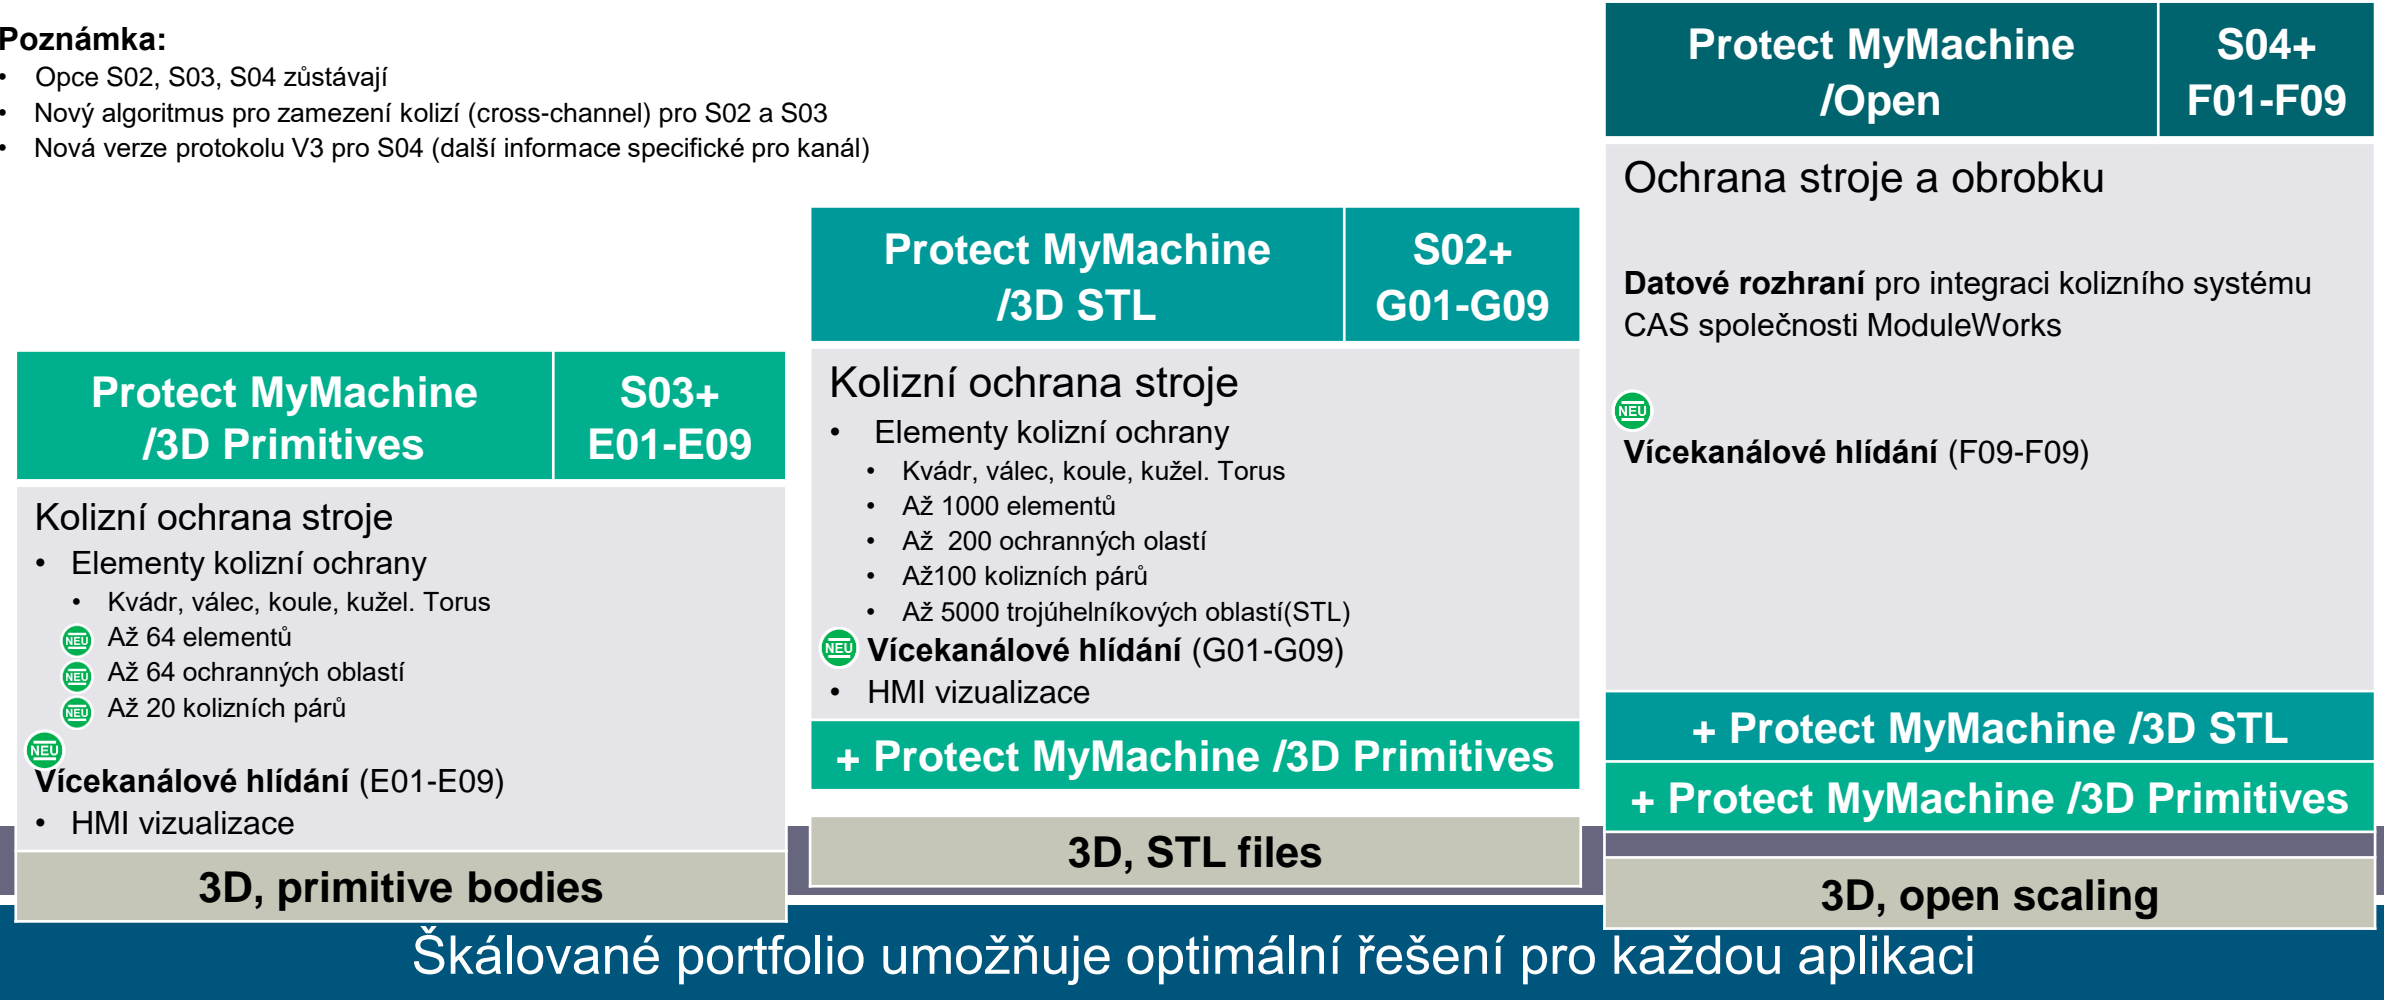 Poznámka:
• Opce S02, S03, S04 zůstávají
• Nový algoritmus pro zamezení kolizí (cross-channel) pro S02 a S03
• Nová verze protokolu V3 pro S04 (další informace specifické pro kanál)
Protect MyMachine
/3D Primitives
S03+
E01-E09
Kolizní ochrana stroje
• Elementy kolizní ochrany
• Kvádr, válec, koule, kužel. Torus
NEU Až 64 elementů
NEU Až 64 ochranných oblastí
NEU Až 20 kolizních párů
NEU
Vícekanálové hlídání (E01-E09)
• HMI vizualizace
3D, primitive bodies
Protect MyMachine
/3D STL
S02+
G01-G09
Kolizní ochrana stroje
• Elementy kolizní ochrany
• Kvádr, válec, koule, kužel. Torus
• Až 1000 elementů
• Až 200 ochranných olastí
• Až100 kolizních párů
• Až 5000 trojúhelníkových oblastí(STL)
NEU Vícekanálové hlídání (G01-G09)
• HMI vizualizace
+ Protect MyMachine /3D Primitives
3D, STL files
Protect MyMachine
/Open
S04+
F01-F09
Ochrana stroje a obrobku
Datové rozhraní pro integraci kolizního systému
CAS společnosti ModuleWorks
NEU
Vícekanálové hlídání (F09-F09)
+ Protect MyMachine /3D STL
+ Protect MyMachine /3D Primitives
3D, open scaling
Škálované portfolio umožňuje optimální řešení pro každou aplikaci